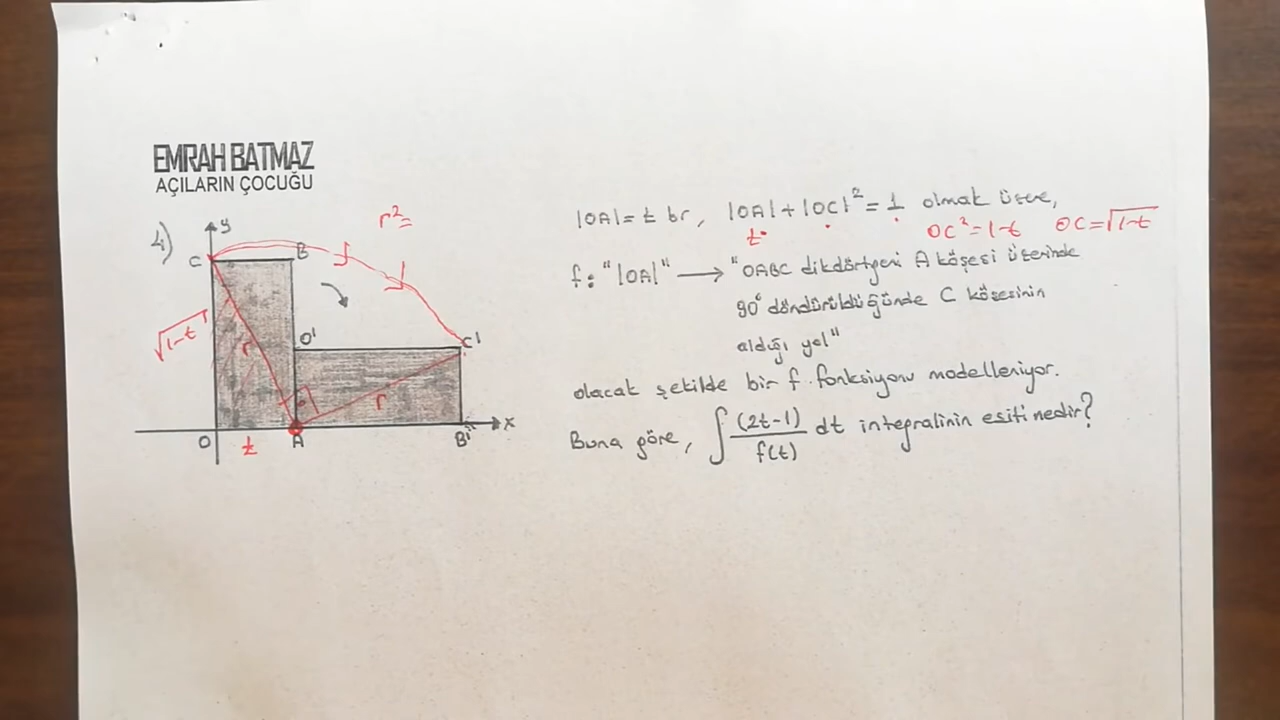 EMRAH BATMAZ
AÇILARIN ÇOCUĞU
4)
y
r²=
C
B
√1-t
r
O'
C'
r
O
t
A
B'
x
|OA|= t br, |OA|+|OC|²= 1 olmak üzere,
t
OC²=1-t OC=√1-t
f: "|OA|" → "OABC dikdörtgeni A köşesi üzerinde
90° döndürüldüğünde C köşesinin
aldığı yol"
olacak şekilde bir f fonksiyonu modelleniyor.
Buna göre, ∫ (2t-1)/f(t) dt integralinin eşiti nedir?